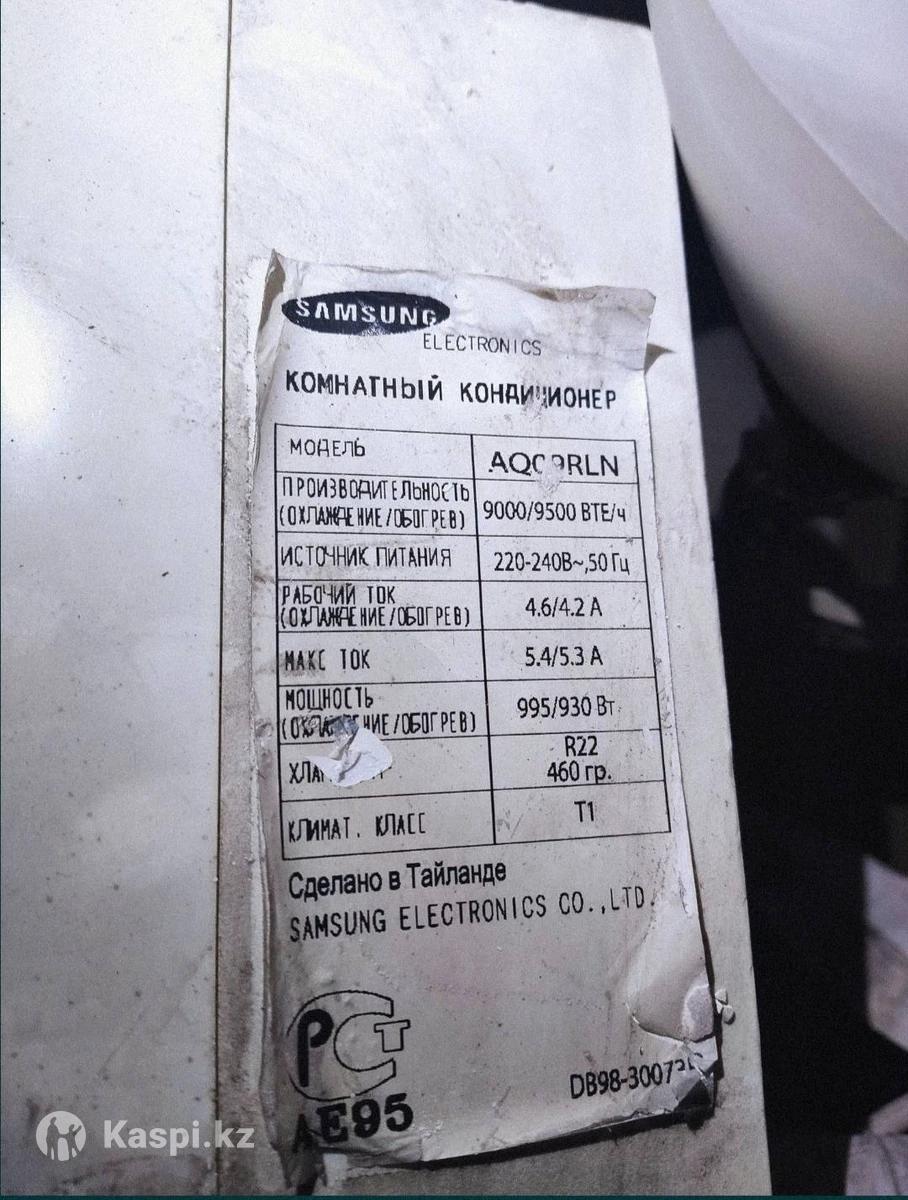 SAMSUNG
ELECTRONICS
КОМНАТНЫЙ КОНДИЦИОНЕР
МОДЕЛЬ
AQ09RLN
ПРОИЗВОДИТЕЛЬНОСТЬ
(ОХЛАЖДЕНИЕ/ОБОГРЕВ)
9000/9500 ВТЕ/ч
ИСТОЧНИК ПИТАНИЯ
220-240В~,50 Гц
РАБОЧИЙ ТОК
(ОХЛАЖДЕНИЕ/ОБОГРЕВ)
4.6/4.2 А
МАКС ТОК
5.4/5.3 А
МОЩНОСТЬ
(ОХЛАЖДЕНИЕ/ОБОГРЕВ)
995/930 Вт
R22
460 гр.
КЛИМАТ. КЛАСС
T1
Сделано в Тайланде
SAMSUNG ELECTRONICS CO.,LTD.
РСТ
АЕ95
Kaspi.kz